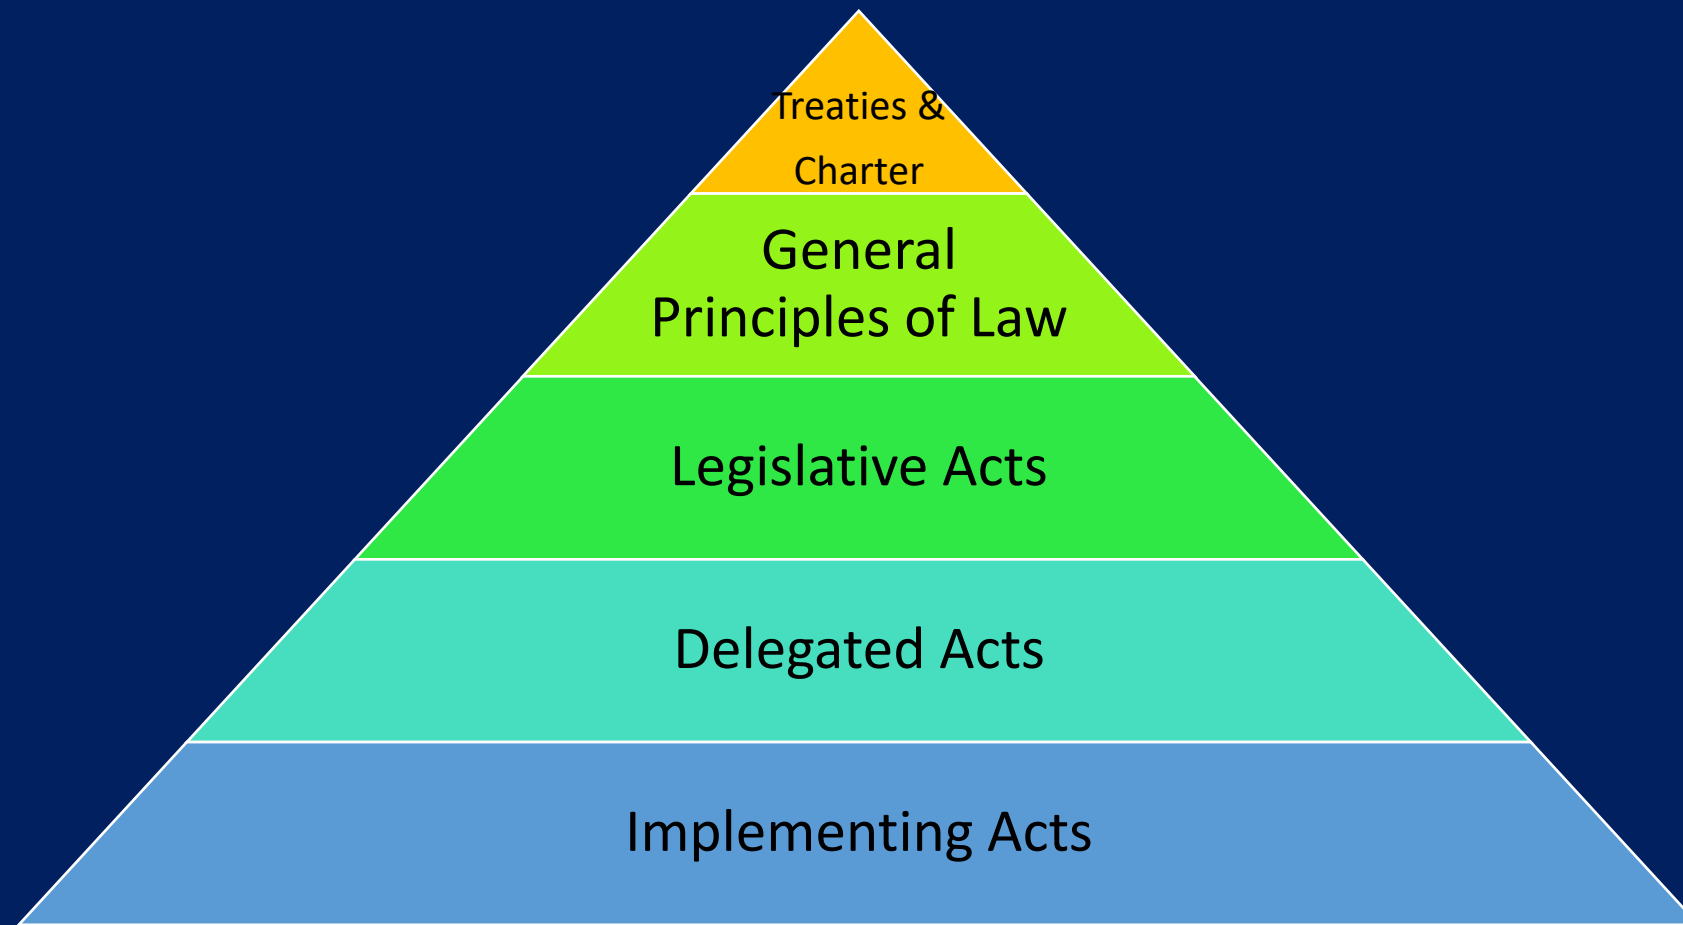 Treaties &
Charter
General
Principles of Law
Legislative Acts
Delegated Acts
Implementing Acts